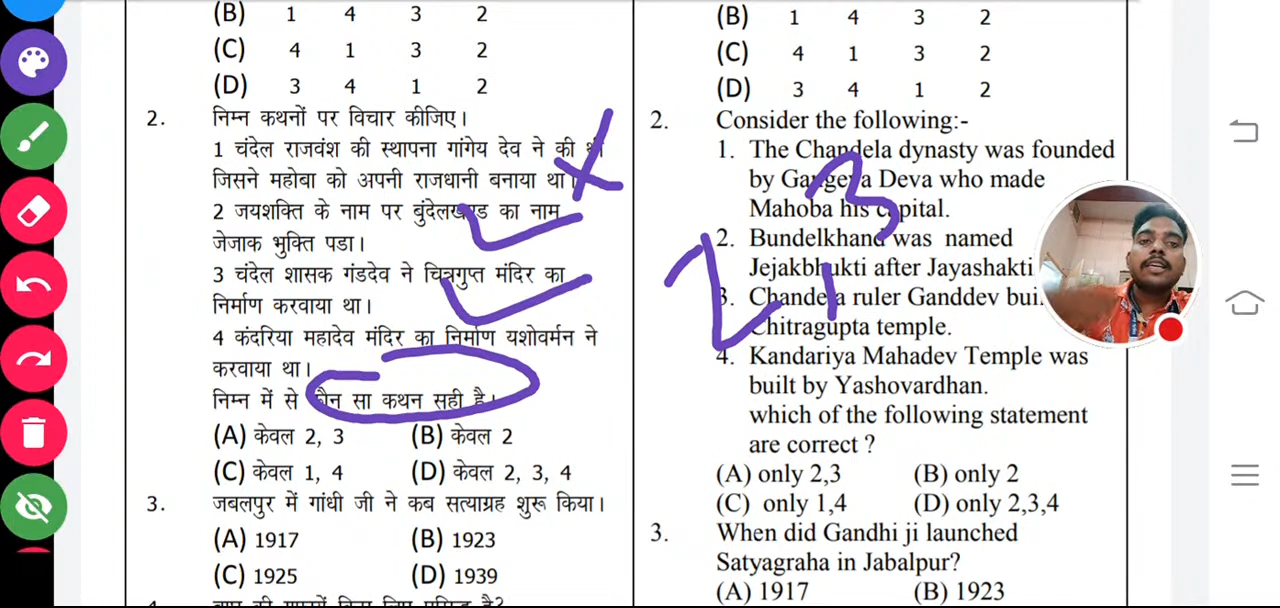 (B) 1 4 3 2
(C) 4 1 3 2
(D) 3 4 1 2
2. निम्न कथनों पर विचार कीजिए।
1 चंदेल राजवंश की स्थापना गांगेय देव ने की थी
जिसने महोबा को अपनी राजधानी बनाया था।
2 जयशक्ति के नाम पर बुंदेलखण्ड का नाम
जेजाक भुक्ति पडा।
3 चंदेल शासक गंडदेव ने चित्रगुप्त मंदिर का
निर्माण करवाया था।
4 कंदरिया महादेव मंदिर का निर्माण यशोवर्मन ने
करवाया था।
निम्न में से कौन सा कथन सही है।
(A) केवल 2, 3 (B) केवल 2
(C) केवल 1, 4 (D) केवल 2, 3, 4
3. जबलपुर में गांधी जी ने कब सत्याग्रह शुरू किया।
(A) 1917 (B) 1923
(C) 1925 (D) 1939
(B) 1 4 3 2
(C) 4 1 3 2
(D) 3 4 1 2
2. Consider the following:-
1. The Chandela dynasty was founded
by Gangeya Deva who made
Mahoba his capital.
2. Bundelkhand was named
Jejakbhukti after Jayashakti
3. Chandela ruler Ganddev
Chitragupta temple.
4. Kandariya Mahadev Temple was
built by Yashovardhan.
which of the following statement
are correct ?
(A) only 2,3 (B) only 2
(C) only 1,4 (D) only 2,3,4
3. When did Gandhi ji launched
Satyagraha in Jabalpur?
(A) 1917 (B) 1923
2, 3